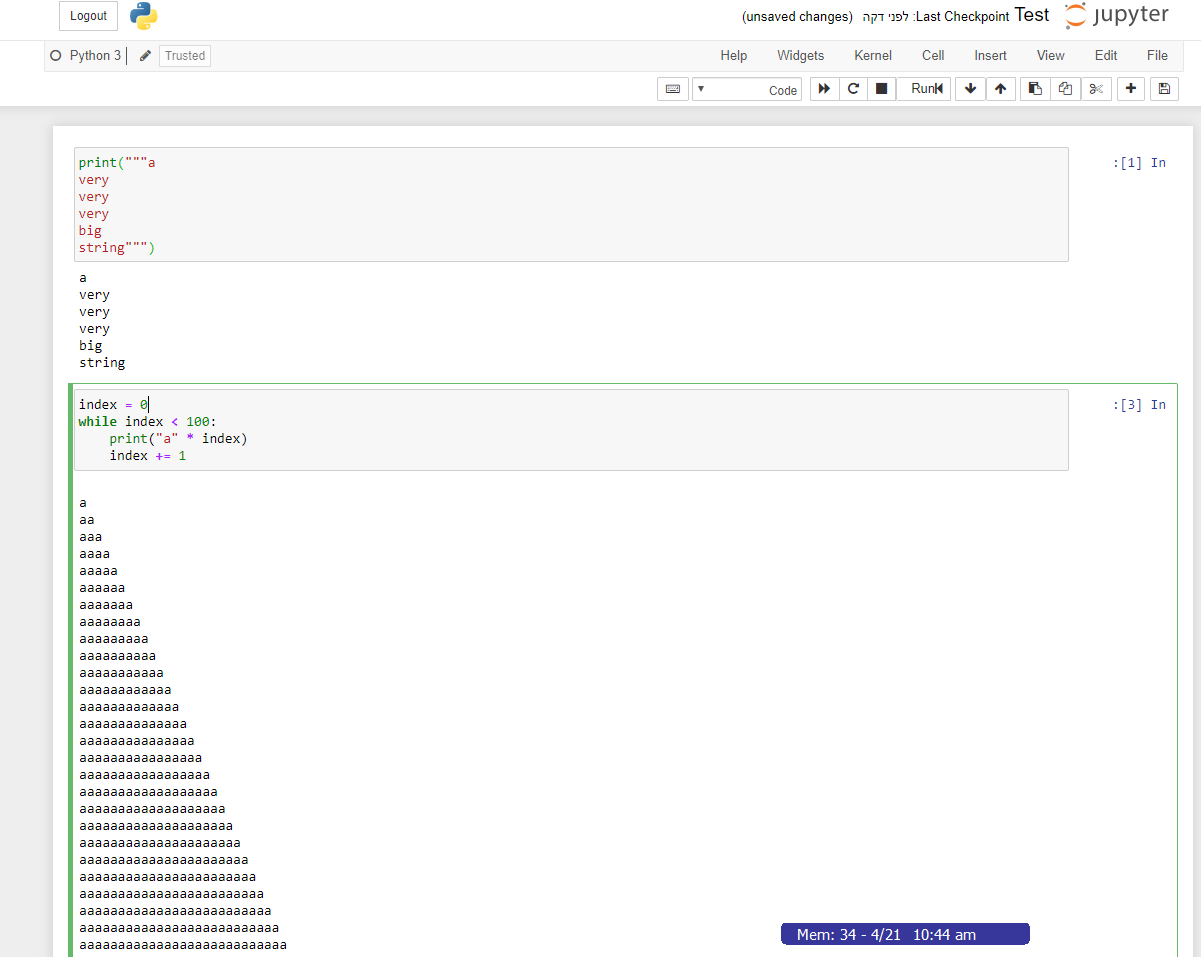 Logout (unsaved changes) לפני דקה :Last Checkpoint Test jupyter
Python 3 Trusted Help Widgets Kernel Cell Insert View Edit File
Code Run
print("""a
:[1] In
very
very
very
big
string""")
a
very
very
very
big
string
index = 0
:[3] In
while index < 100:
    print("a" * index)
    index += 1
a
aa
aaa
aaaa
aaaaa
aaaaaa
aaaaaaa
aaaaaaaa
aaaaaaaaa
aaaaaaaaaa
aaaaaaaaaaa
aaaaaaaaaaaa
aaaaaaaaaaaaa
aaaaaaaaaaaaaa
aaaaaaaaaaaaaaa
aaaaaaaaaaaaaaaa
aaaaaaaaaaaaaaaaa
aaaaaaaaaaaaaaaaaa
aaaaaaaaaaaaaaaaaaa
aaaaaaaaaaaaaaaaaaaa
aaaaaaaaaaaaaaaaaaaaa
aaaaaaaaaaaaaaaaaaaaaa
aaaaaaaaaaaaaaaaaaaaaaa
aaaaaaaaaaaaaaaaaaaaaaaa
aaaaaaaaaaaaaaaaaaaaaaaaa
aaaaaaaaaaaaaaaaaaaaaaaaaa
aaaaaaaaaaaaaaaaaaaaaaaaaaa
Mem: 34 - 4/21 10:44 am